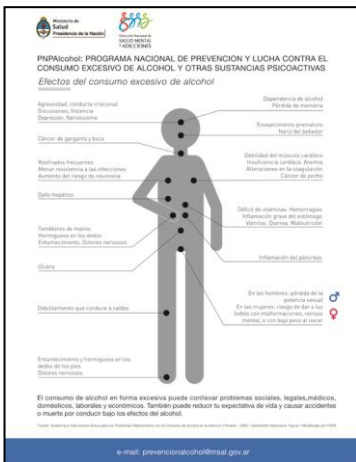 Ministerio de
Salud
Presidencia de la Nación
Dirección Nacional de
SALUD MENTAL
Y ADICCIONES
PNPAlcohol: PROGRAMA NACIONAL DE PREVENCION Y LUCHA CONTRA EL
CONSUMO EXCESIVO DE ALCOHOL Y OTRAS SUSTANCIAS PSICOACTIVAS
Efectos del consumo excesivo de alcohol
Agresividad, conducta irracional
Discusiones, Violencia
Depresión, Nerviosismo
Cáncer de garganta y boca
Resfriados frecuentes
Menor resistencia a las infecciones
Aumento del riesgo de neumonía
Daño hepático
Temblores de manos
Hormigueos en los dedos
Entumecimiento, Dolores nerviosos
Úlcera
Debilitamiento que conduce a caídas
Entumecimiento y hormigueo en los
dedos de los pies
Dolores nerviosos
Dependencia de alcohol
Pérdida de memoria
Envejecimiento prematuro
Nariz del bebedor
Debilidad del músculo cardíaco
Insuficiencia cardíaca. Anemia
Alteraciones en la coagulación
Cáncer de pecho
Déficit de vitaminas. Hemorragias
Inflamación grave del estómago
Vómitos. Diarrea. Malnutrición
Inflamación del páncreas
En los hombres: pérdida de la
potencia sexual
En las mujeres: riesgo de dar a luz
bebés con malformaciones, retraso
mental, o con bajo peso al nacer
El consumo de alcohol en forma excesiva puede conllevar problemas sociales, legales,médicos,
domésticos, laborales y económicos. También puede reducir tu expectativa de vida y causar accidentes
o muerte por conducir bajo los efectos del alcohol.
e-mail: prevencionalcohol@msal.gov.ar